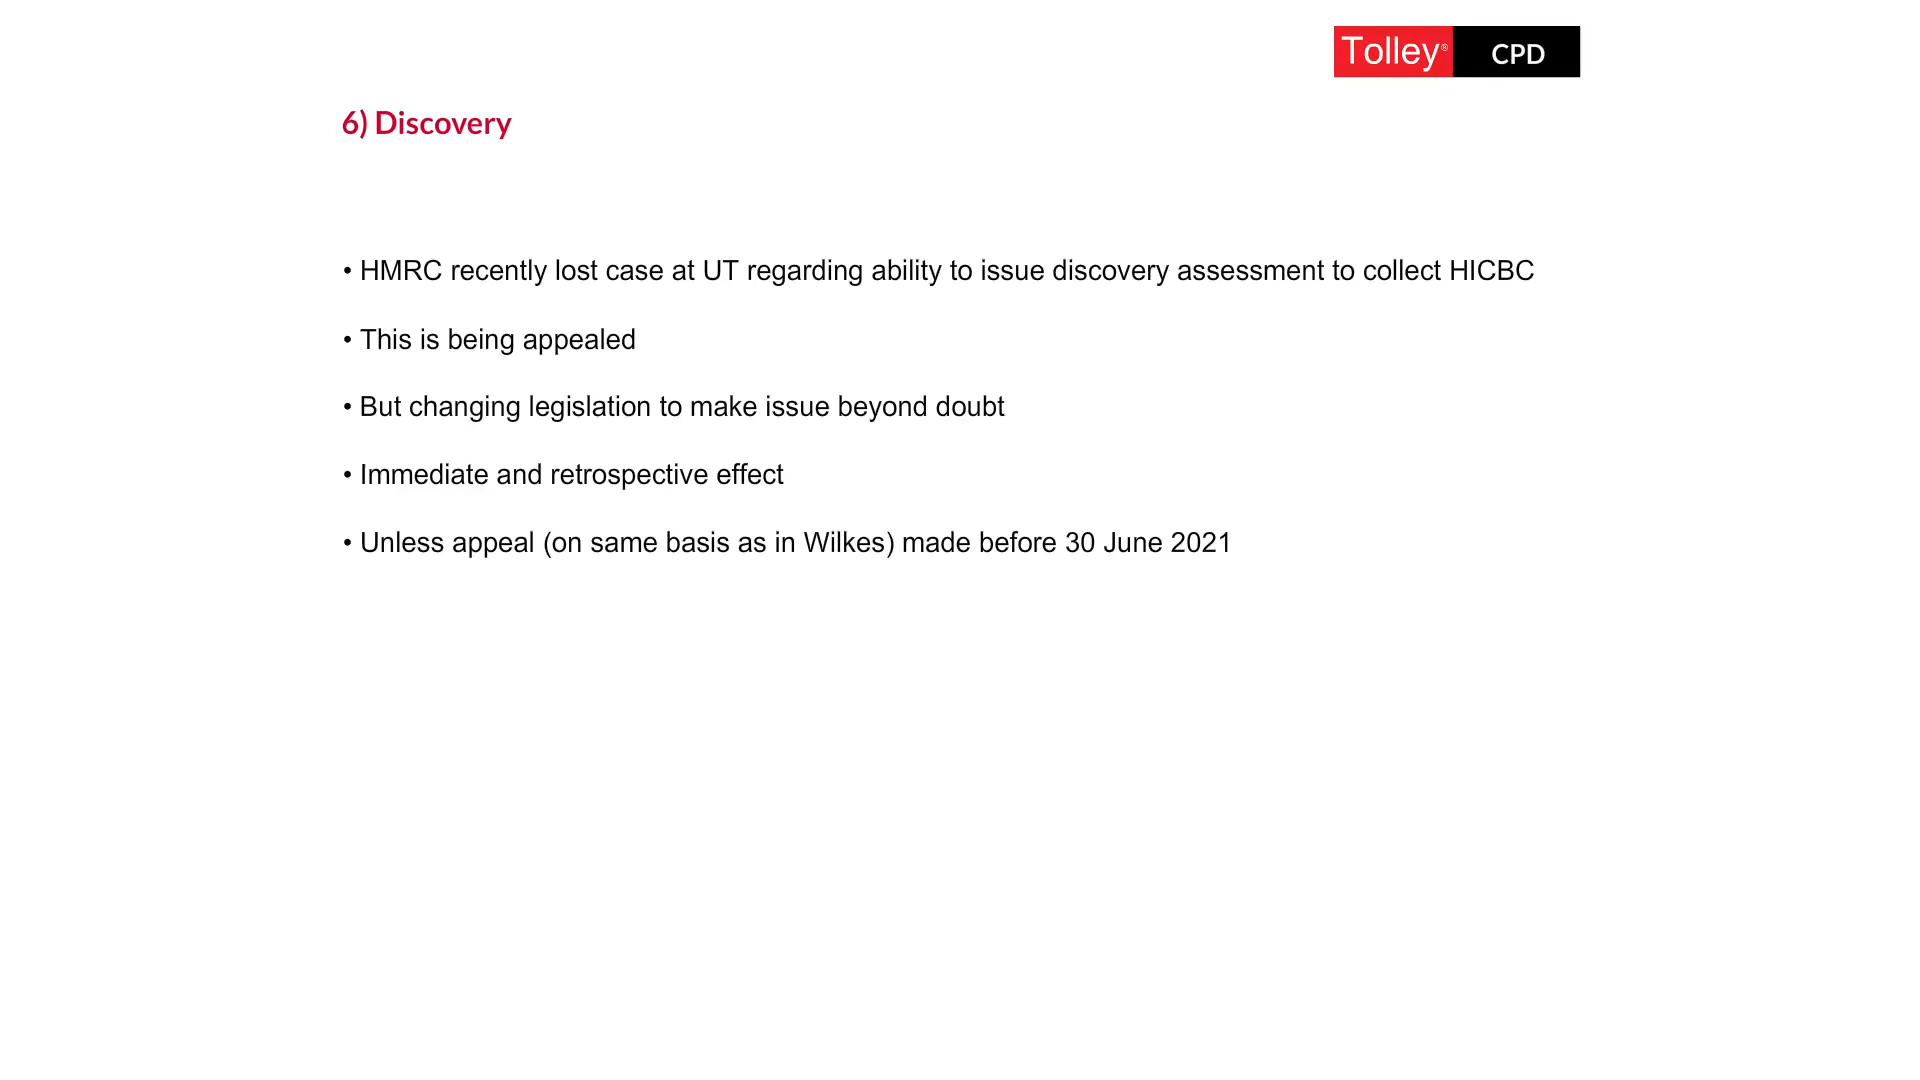 Tolley® CPD
6) Discovery
• HMRC recently lost case at UT regarding ability to issue discovery assessment to collect HICBC
• This is being appealed
• But changing legislation to make issue beyond doubt
• Immediate and retrospective effect
• Unless appeal (on same basis as in Wilkes) made before 30 June 2021